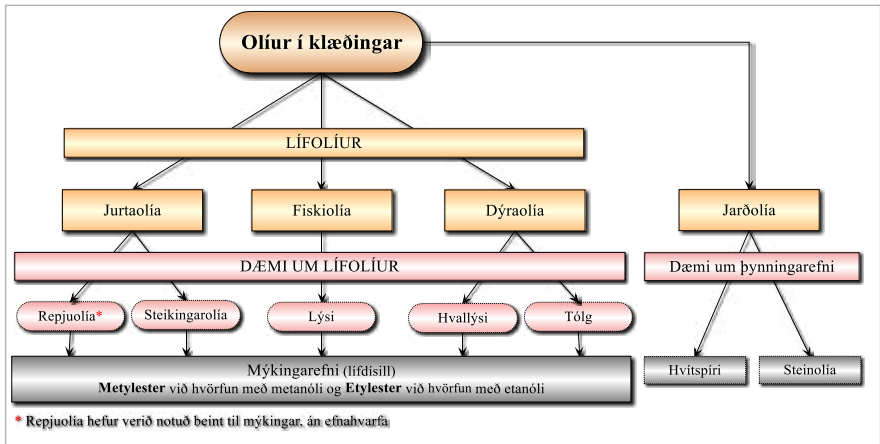 Olíur í klæðingar
LÍFOLÍUR
Jurtaolía
Fiskiolía
Dýraolía
Jarðolía
DÆMI UM LÍFOLÍUR
Dæmi um þynningarefni
Repjuolía*
Steikingarolía
Lýsi
Hvallýsi
Tólg
Mýkingarefni (lífdísill)
Metylester við hvörfun með metanóli og Etylester við hvörfun með etanóli
Hvítspíri
Steinolía
* Repjuolía hefur verið notuð beint til mýkingar, án efnahvarfa